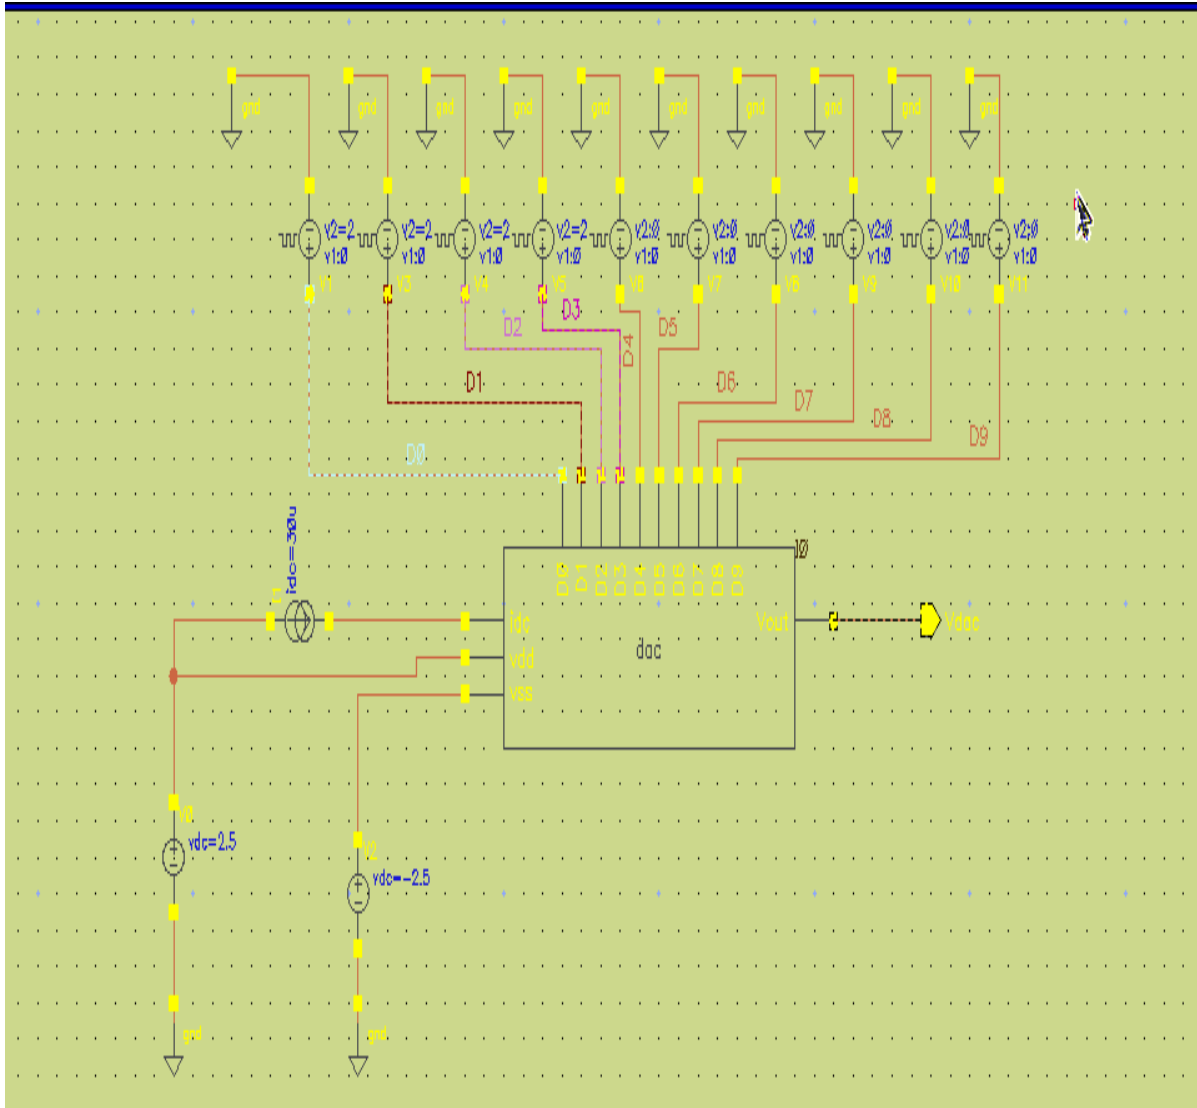 gnd gnd gnd gnd gnd gnd gnd gnd gnd gnd
v2=2 v2=2 v2=2 v2=2 v2:0 v2:0 v2:0 v2:0 v2:0 v2:0
v1:0 v1:0 v1:0 v1:0 v1:0 v1:0 v1:0 v1:0 v1:0 v1:0
V1 V3 V4 V5 V6 V7 V8 V9 V10 V11
D3
D2 D5
D4
D1 D6
D7
D8
D0 D9
idc=30u
I1
I0
D0 D1 D2 D3 D4 D5 D6 D7 D8 D9
idc Vout Vdac
dac
vdd
vss
V0
vdc=2.5
V2
vdc=-2.5
gnd gnd